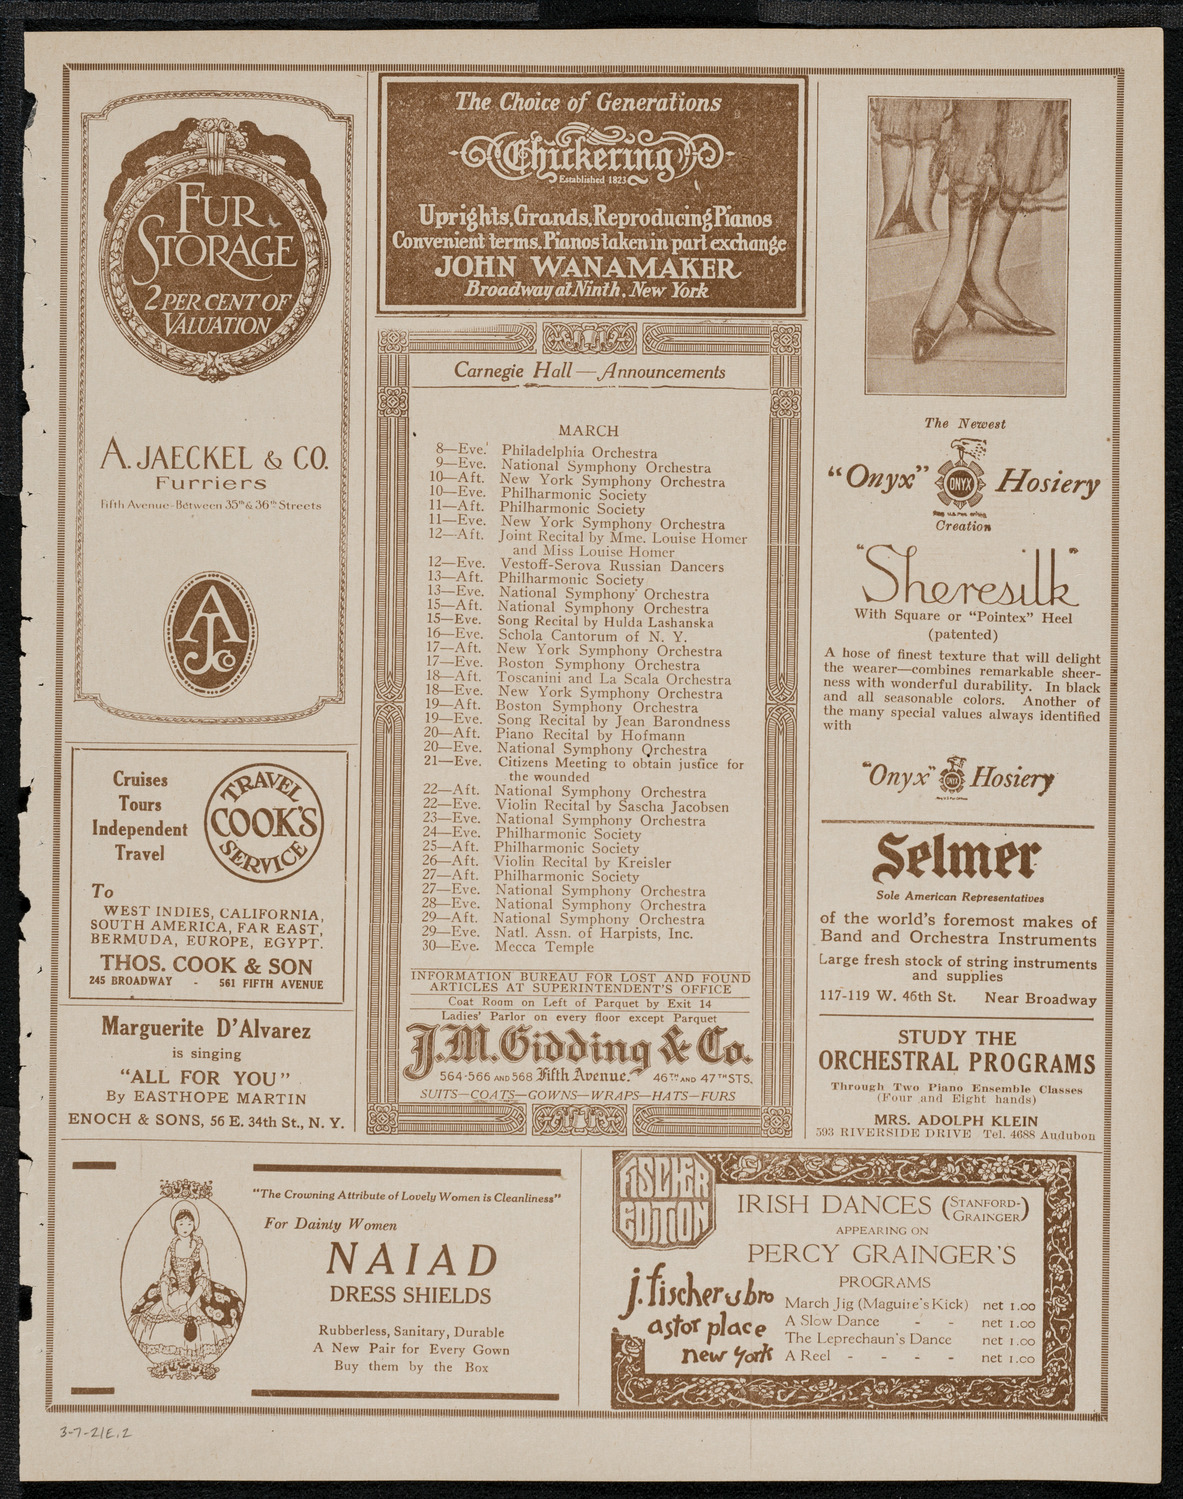 FUR
STORAGE
2 PER CENT OF
VALUATION
A. JAECKEL & CO.
Furriers
Fifth Avenue-Between 35th & 36th Streets
AJCo
Cruises
Tours
Independent
Travel
TRAVEL
COOK'S
SERVICE
To
WEST INDIES, CALIFORNIA,
SOUTH AMERICA, FAR EAST,
BERMUDA, EUROPE, EGYPT.
THOS. COOK & SON
245 BROADWAY - 561 FIFTH AVENUE
Marguerite D'Alvarez
is singing
"ALL FOR YOU"
By EASTHOPE MARTIN
ENOCH & SONS, 56 E. 34th St., N. Y.
The Choice of Generations
Chickering
Established 1823
Uprights, Grands, Reproducing Pianos
Convenient terms. Pianos taken in part exchange
JOHN WANAMAKER
Broadway at Ninth, New York
Carnegie Hall—Announcements
MARCH
8—Eve. Philadelphia Orchestra
9—Eve. National Symphony Orchestra
10—Aft. New York Symphony Orchestra
10—Eve. Philharmonic Society
11—Aft. Philharmonic Society
11—Eve. New York Symphony Orchestra
12—Aft. Joint Recital by Mme. Louise Homer
and Miss Louise Homer
12—Eve. Vestoff-Serova Russian Dancers
13—Aft. Philharmonic Society
13—Eve. National Symphony Orchestra
15—Aft. National Symphony Orchestra
15—Eve. Song Recital by Hulda Lashanska
16—Eve. Schola Cantorum of N. Y.
17—Aft. New York Symphony Orchestra
17—Eve. Boston Symphony Orchestra
18—Aft. Toscanini and La Scala Orchestra
18—Eve. New York Symphony Orchestra
19—Aft. Boston Symphony Orchestra
19—Eve. Song Recital by Jean Barondness
20—Aft. Piano Recital by Hofmann
20—Eve. National Symphony Orchestra
21—Eve. Citizens Meeting to obtain justice for
the wounded
22—Aft. National Symphony Orchestra
22—Eve. Violin Recital by Sascha Jacobsen
23—Eve. National Symphony Orchestra
24—Eve. Philharmonic Society
25—Aft. Philharmonic Society
26—Aft. Violin Recital by Kreisler
27—Aft. Philharmonic Society
27—Eve. National Symphony Orchestra
28—Eve. National Symphony Orchestra
29—Aft. National Symphony Orchestra
29—Eve. Natl. Assn. of Harpists, Inc.
30—Eve. Mecca Temple
INFORMATION BUREAU FOR LOST AND FOUND
ARTICLES AT SUPERINTENDENT'S OFFICE
Coat Room on Left of Parquet by Exit 14
Ladies' Parlor on every floor except Parquet
J.M. Gidding & Co.
564-566 AND 568 Fifth Avenue. 46TH AND 47TH STS.
SUITS—COATS—GOWNS—WRAPS—HATS—FURS
The Newest
"Onyx" ONYX Hosiery
Creation
"Sheresilk"
With Square or "Pointex" Heel
(patented)
A hose of finest texture that will delight
the wearer—combines remarkable sheer-
ness with wonderful durability. In black
and all seasonable colors. Another of
the many special values always identified
with
"Onyx" ONYX Hosiery
Selmer
Sole American Representatives
of the world's foremost makes of
Band and Orchestra Instruments
Large fresh stock of string instruments
and supplies
117-119 W. 46th St. Near Broadway
STUDY THE
ORCHESTRAL PROGRAMS
Through Two Piano Ensemble Classes
(Four and Eight hands)
MRS. ADOLPH KLEIN
593 RIVERSIDE DRIVE Tel. 4688 Audubon
"The Crowning Attribute of Lovely Women is Cleanliness"
For Dainty Women
NAIAD
DRESS SHIELDS
Rubberless, Sanitary, Durable
A New Pair for Every Gown
Buy them by the Box
FISCHER
EDITION
j. fischer & bro
astor place
new york
IRISH DANCES (STANFORD-
GRAINGER)
APPEARING ON
PERCY GRAINGER'S
PROGRAMS
March Jig (Maguire's Kick) net 1.00
A Slow Dance - - net 1.00
The Leprechaun's Dance net 1.00
A Reel - - - - net 1.00
3-7-21E,2